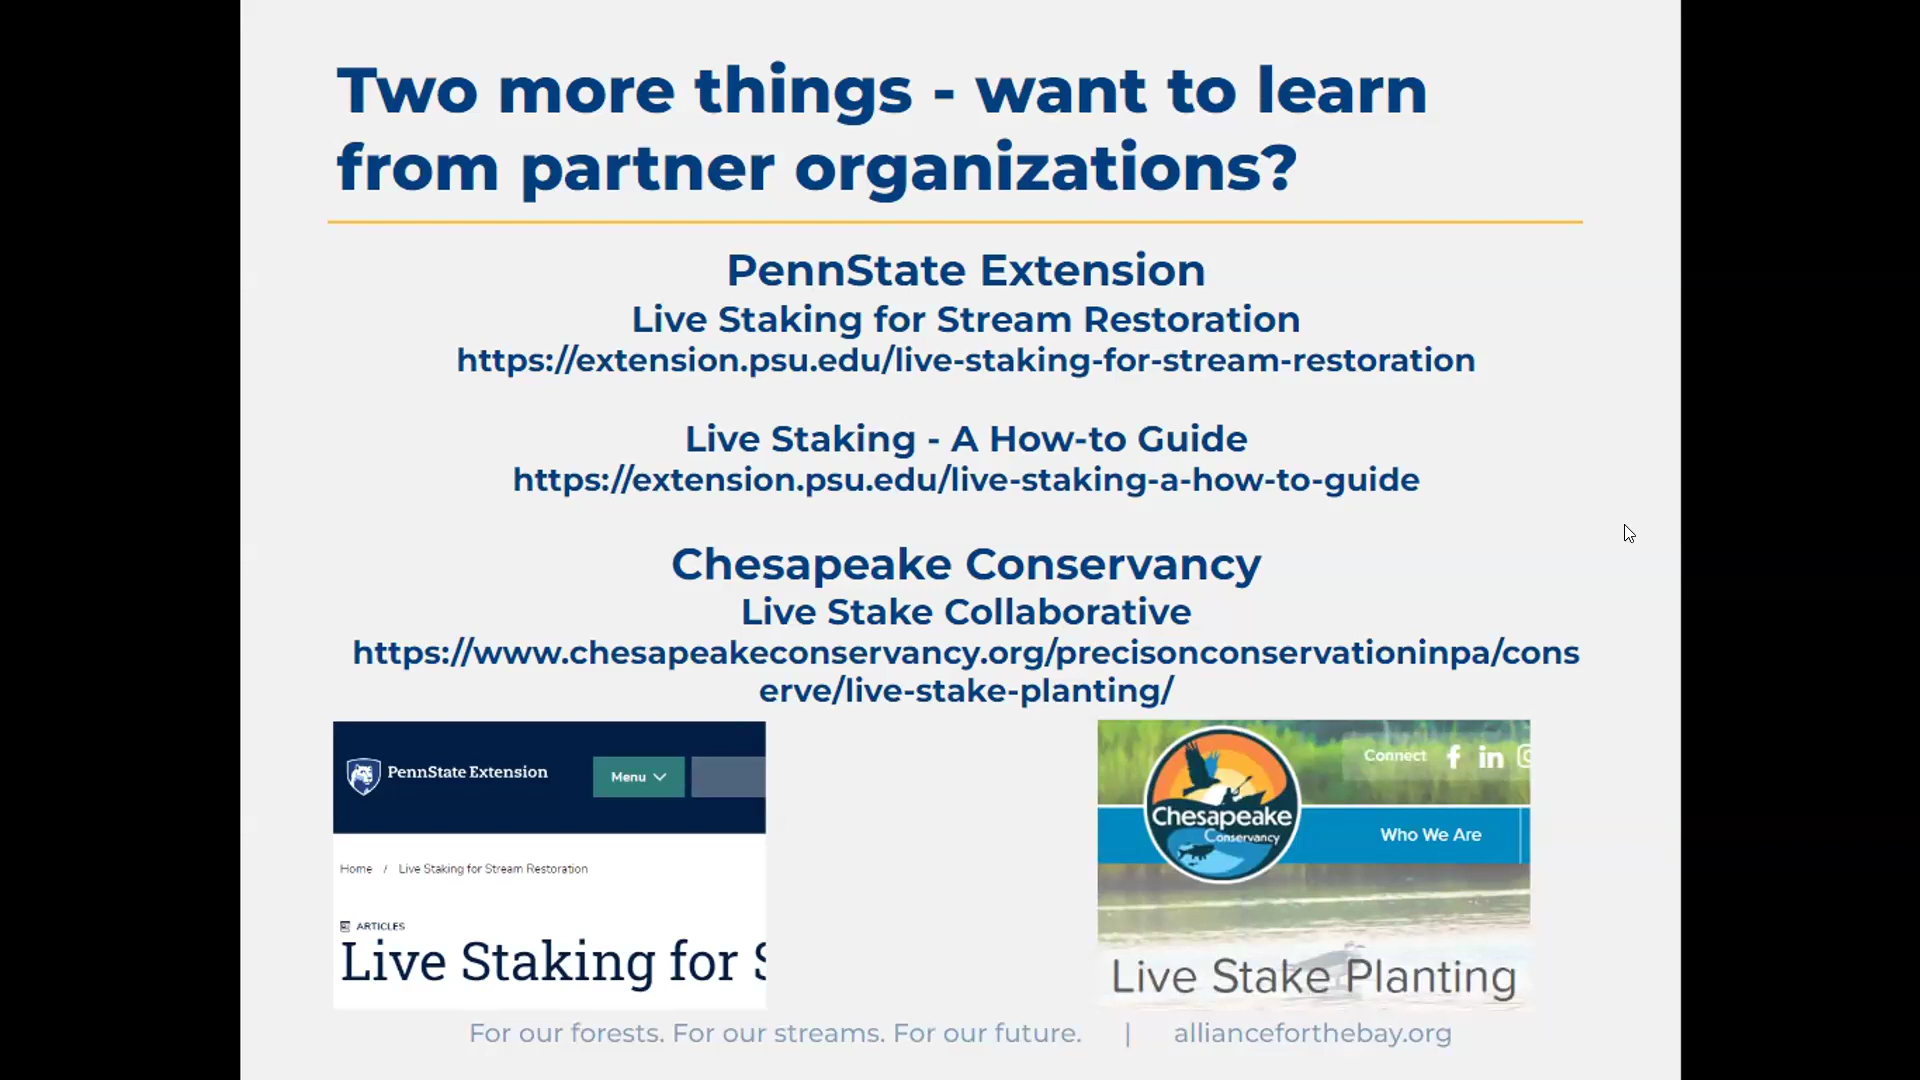 Two more things - want to learn
from partner organizations?
PennState Extension
Live Staking for Stream Restoration
https://extension.psu.edu/live-staking-for-stream-restoration
Live Staking - A How-to Guide
https://extension.psu.edu/live-staking-a-how-to-guide
Chesapeake Conservancy
Live Stake Collaborative
https://www.chesapeakeconservancy.org/precisonconservationinpa/cons
erve/live-stake-planting/
PennState Extension
Menu
Home / Live Staking for Stream Restoration
ARTICLES
Live Staking for S
Connect
Chesapeake
Conservancy
Who We Are
Live Stake Planting
For our forests. For our streams. For our future. | allianceforthebay.org